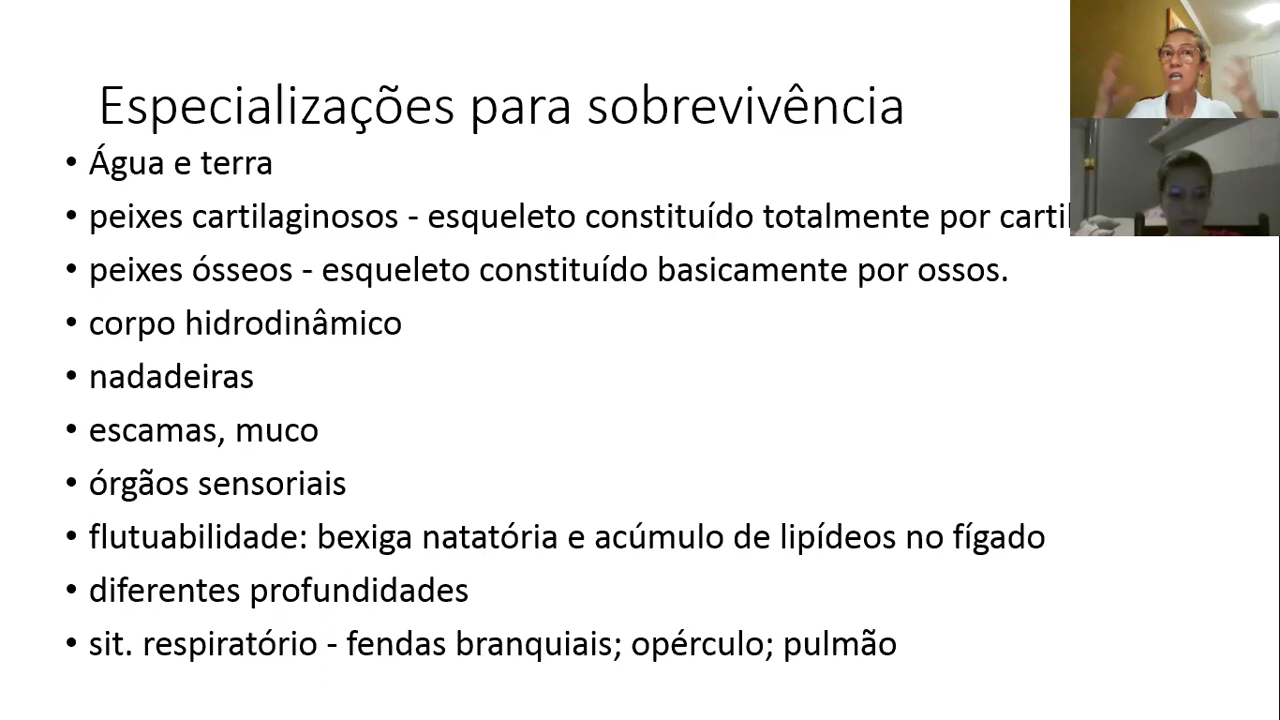 Especializações para sobrevivência
• Água e terra
• peixes cartilaginosos - esqueleto constituído totalmente por
• peixes ósseos - esqueleto constituído basicamente por ossos.
• corpo hidrodinâmico
• nadadeiras
• escamas, muco
• órgãos sensoriais
• flutuabilidade: bexiga natatória e acúmulo de lipídeos no fígado
• diferentes profundidades
• sit. respiratório - fendas branquiais; opérculo; pulmão